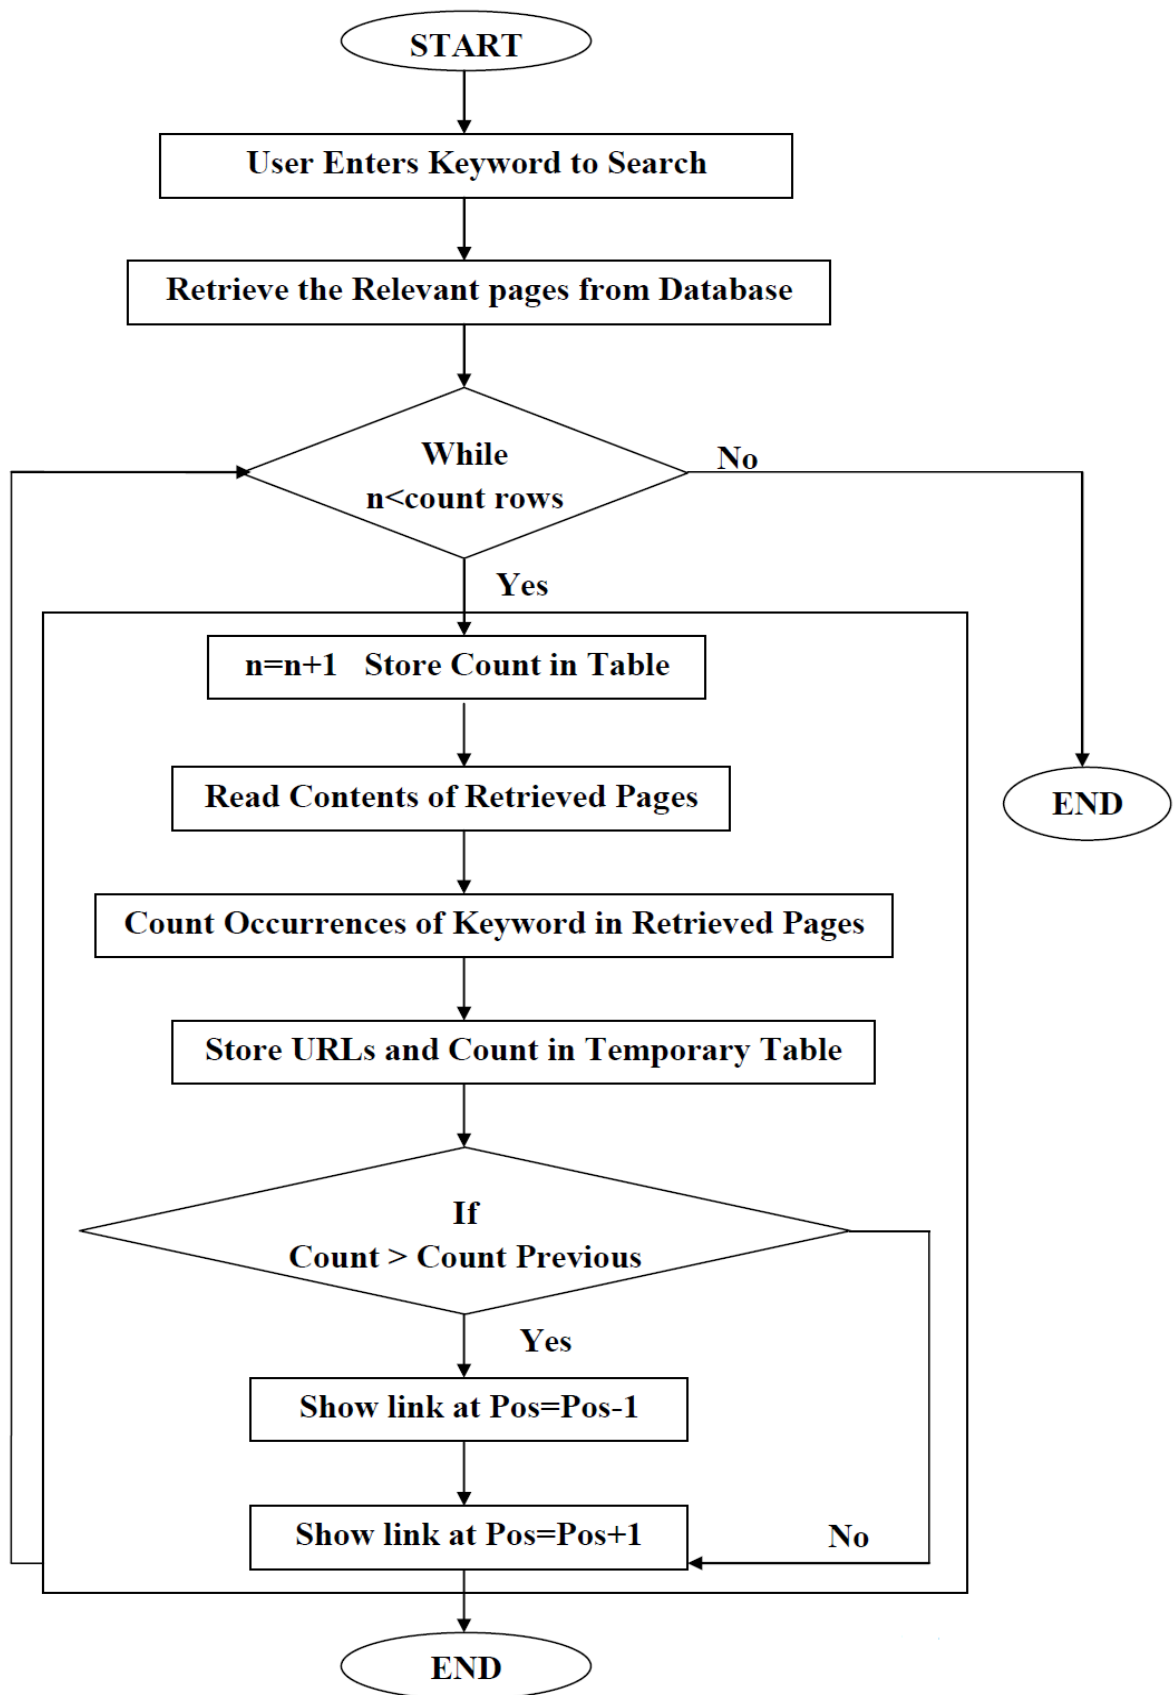 START
User Enters Keyword to Search
Retrieve the Relevant pages from Database
While
n<count rows
No
Yes
n=n+1 Store Count in Table
Read Contents of Retrieved Pages
END
Count Occurrences of Keyword in Retrieved Pages
Store URLs and Count in Temporary Table
If
Count > Count Previous
Yes
Show link at Pos=Pos-1
Show link at Pos=Pos+1
No
END